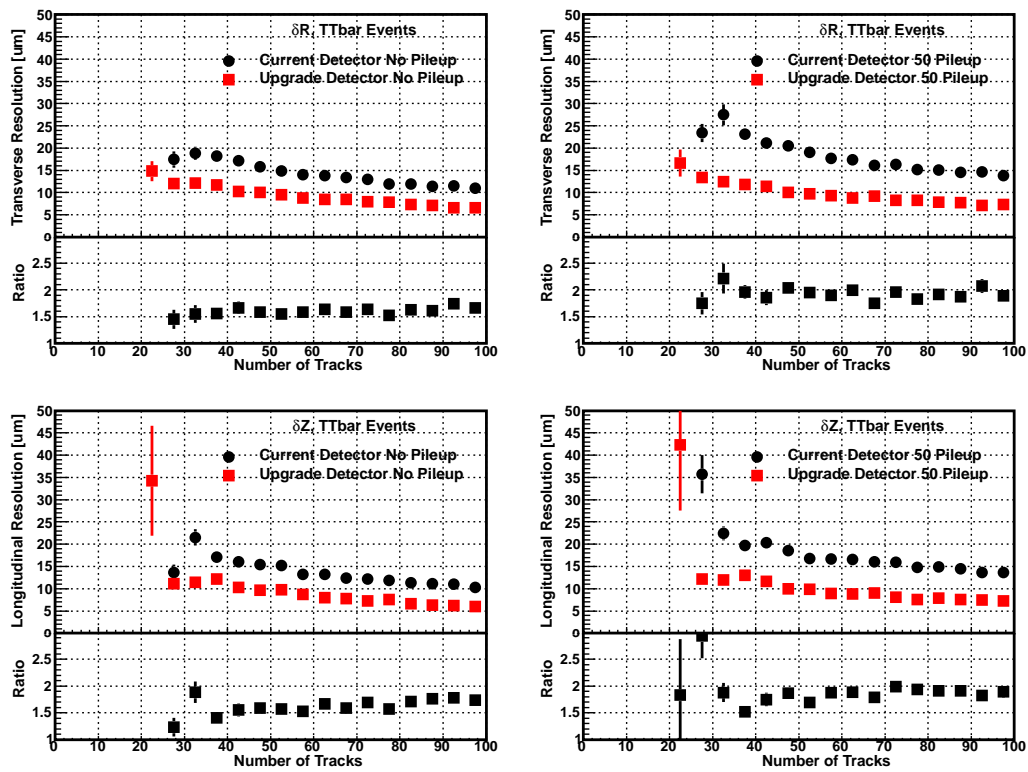 δR, TTbar Events
Current Detector No Pileup
Upgrade Detector No Pileup
Transverse Resolution [um]
50
45
40
35
30
25
20
15
10
5
0
Ratio
2.5
2
1.5
1
0 10 20 30 40 50 60 70 80 90 100
Number of Tracks
δR, TTbar Events
Current Detector 50 Pileup
Upgrade Detector 50 Pileup
Transverse Resolution [um]
50
45
40
35
30
25
20
15
10
5
0
Ratio
2.5
2
1.5
1
0 10 20 30 40 50 60 70 80 90 100
Number of Tracks
δZ, TTbar Events
Current Detector No Pileup
Upgrade Detector No Pileup
Longitudinal Resolution [um]
50
45
40
35
30
25
20
15
10
5
0
Ratio
2.5
2
1.5
1
0 10 20 30 40 50 60 70 80 90 100
Number of Tracks
δZ, TTbar Events
Current Detector 50 Pileup
Upgrade Detector 50 Pileup
Longitudinal Resolution [um]
50
45
40
35
30
25
20
15
10
5
0
Ratio
2.5
2
1.5
1
0 10 20 30 40 50 60 70 80 90 100
Number of Tracks